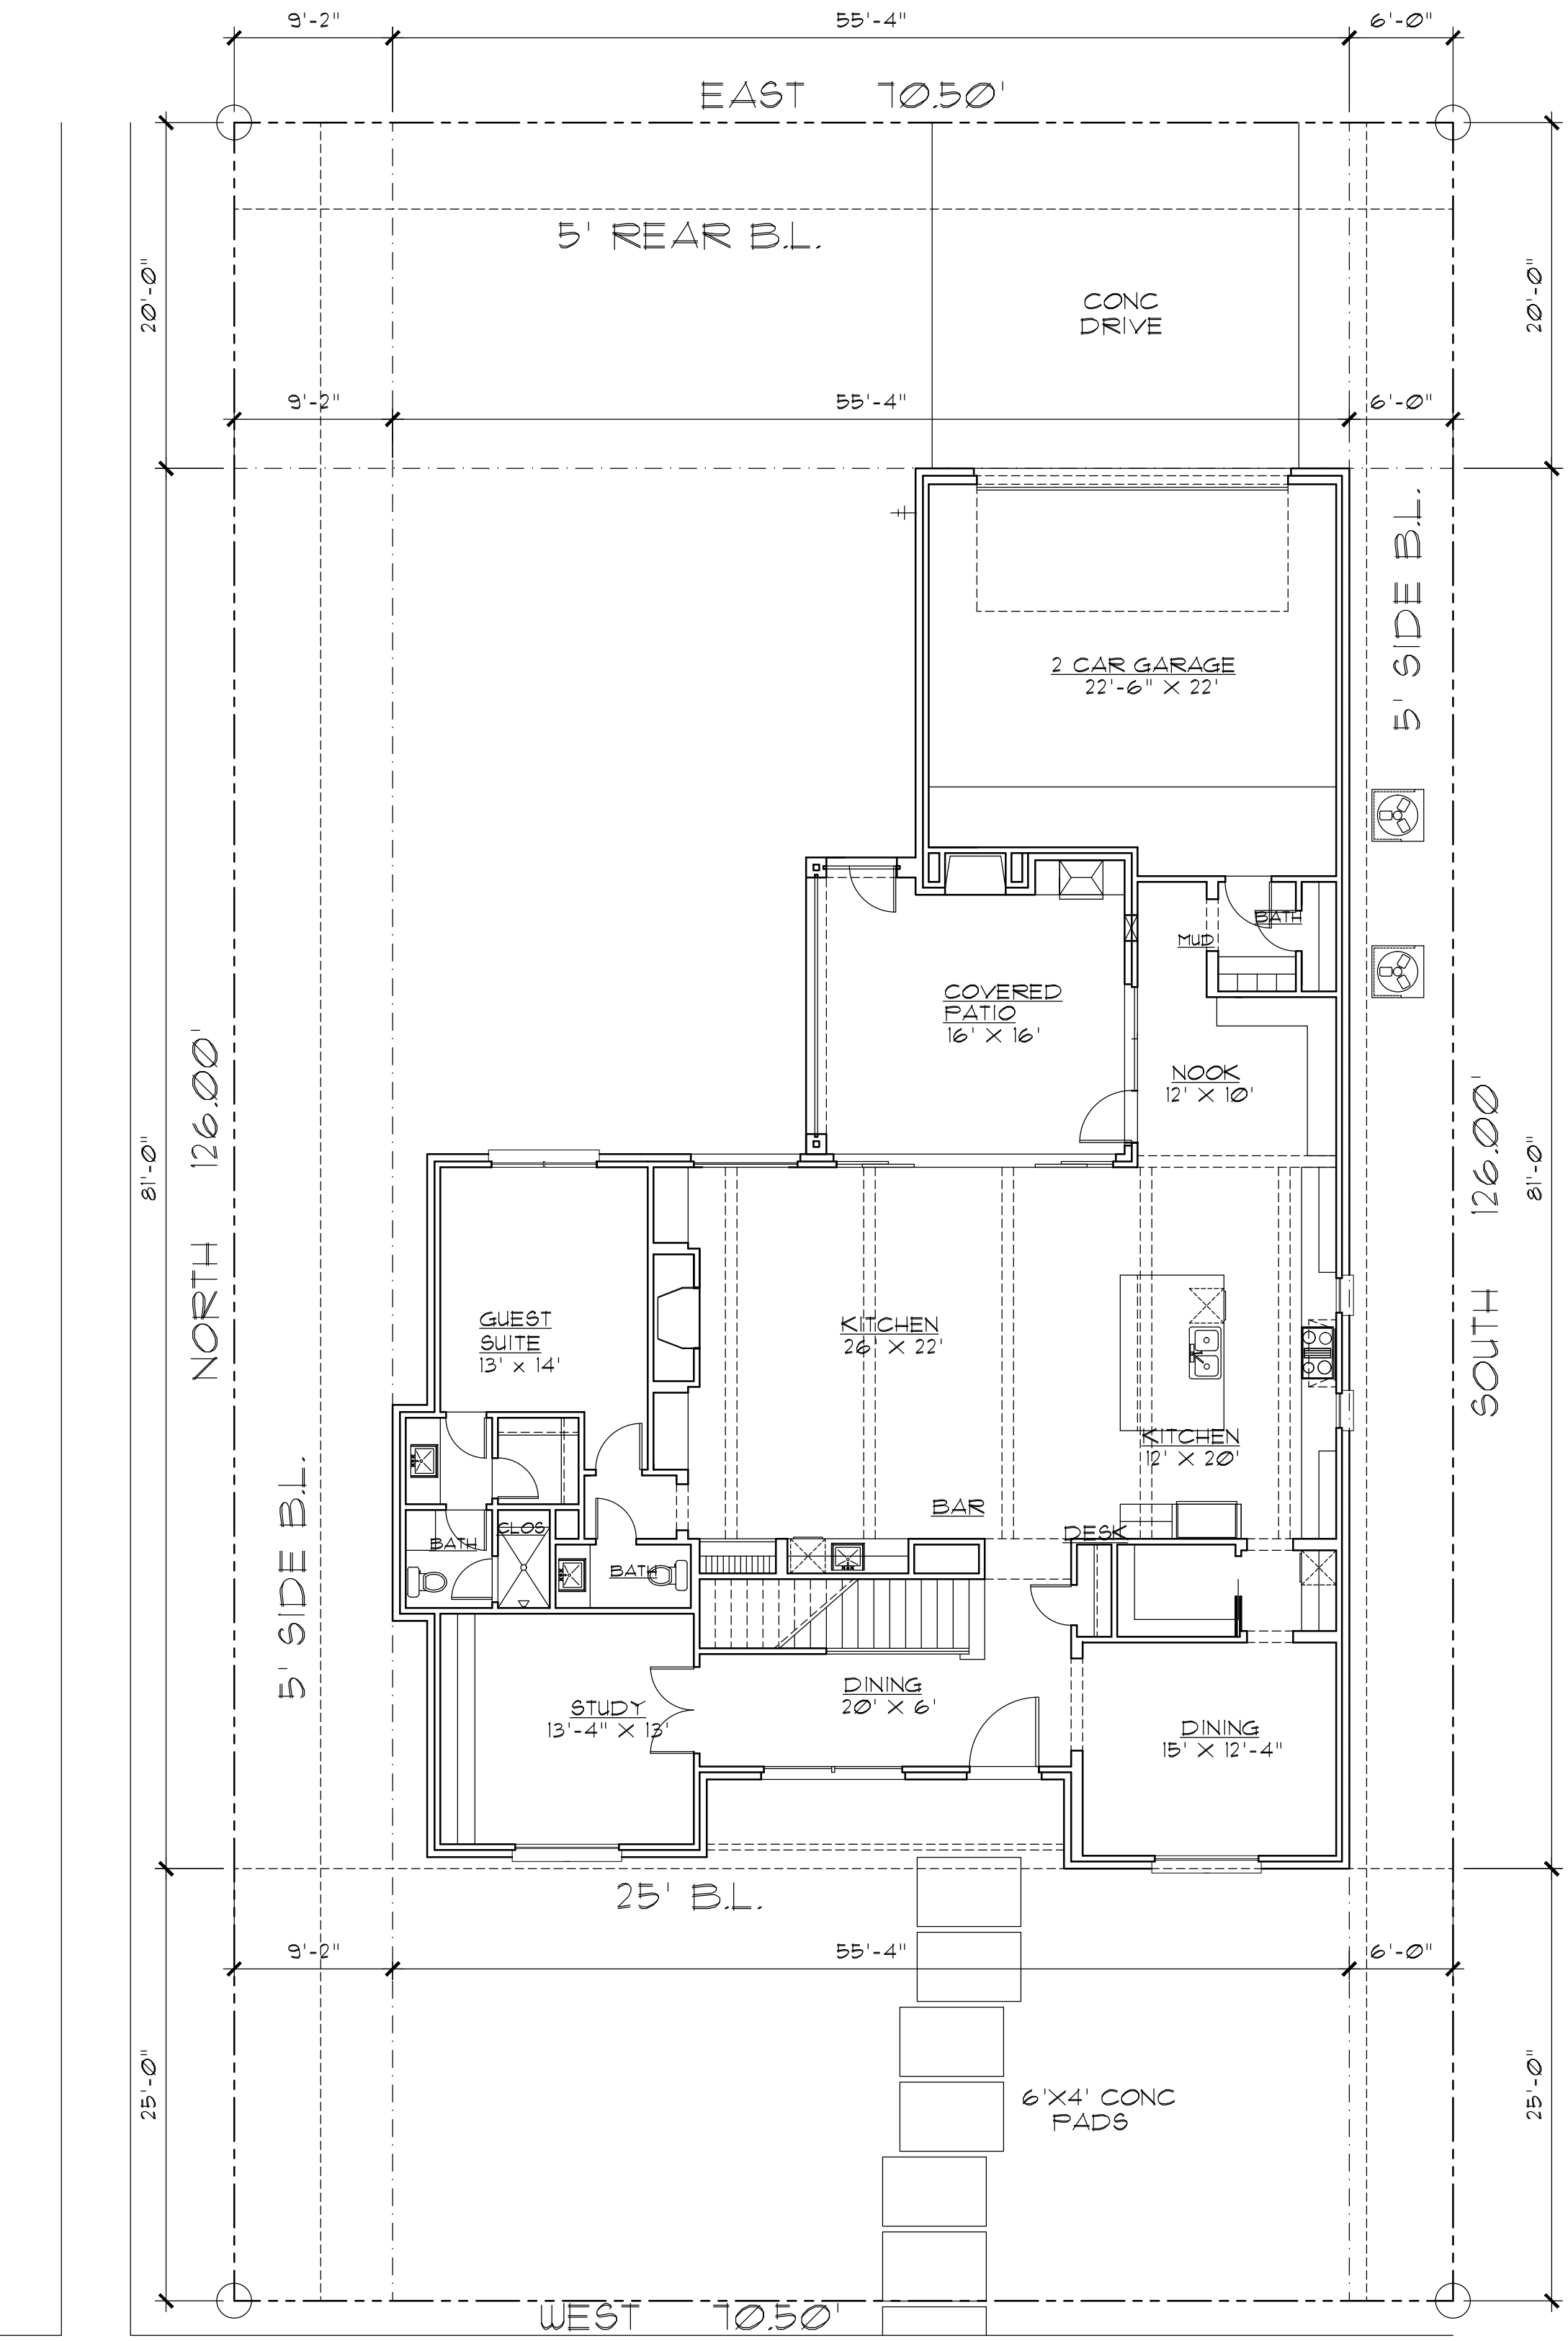 9'-2" 55'-4" 6'-0"
EAST 70.50'
5' REAR B.L.
20'-0"
CONC
DRIVE
20'-0"
9'-2" 55'-4" 6'-0"
5' SIDE B.L.
2 CAR GARAGE
22'-6" X 22'
BATH
MUD
COVERED
PATIO
16' X 16'
NOOK
12' X 10'
NORTH 126.00'
81'-0"
SOUTH 126.00'
81'-0"
GUEST
SUITE
13' x 14'
KITCHEN
26' X 22'
KITCHEN
12' X 20'
BAR
DESK
CLOS
BATH
BATH
5' SIDE B.L.
DINING
20' X 6'
STUDY
13'-4" X 13'
DINING
15' X 12'-4"
25' B.L.
9'-2" 55'-4" 6'-0"
25'-0"
6'X4' CONC
PADS
25'-0"
WEST 70.50'